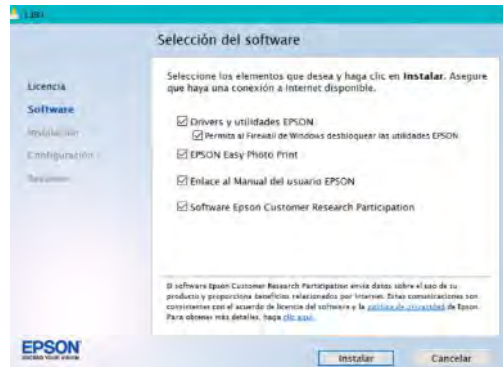 L380
Selección del software
Seleccione los elementos que desea y haga clic en Instalar. Asegure
que haya una conexión a Internet disponible.
Licencia
Software
Instalación
Configuración
Resumen
Drivers y utilidades EPSON
Permita al Firewall de Windows desbloquear las utilidades EPSON
EPSON Easy Photo Print
Enlace al Manual del usuario EPSON
Software Epson Customer Research Participation
El software Epson Customer Research Participation envía datos sobre el uso de su
producto y proporciona beneficios relacionados por Internet. Estas comunicaciones son
consistentes con el acuerdo de licencia del software y la política de privacidad de Epson.
Para obtener más detalles, haga clic aquí.
EPSON
EXCEED YOUR VISION
Instalar
Cancelar